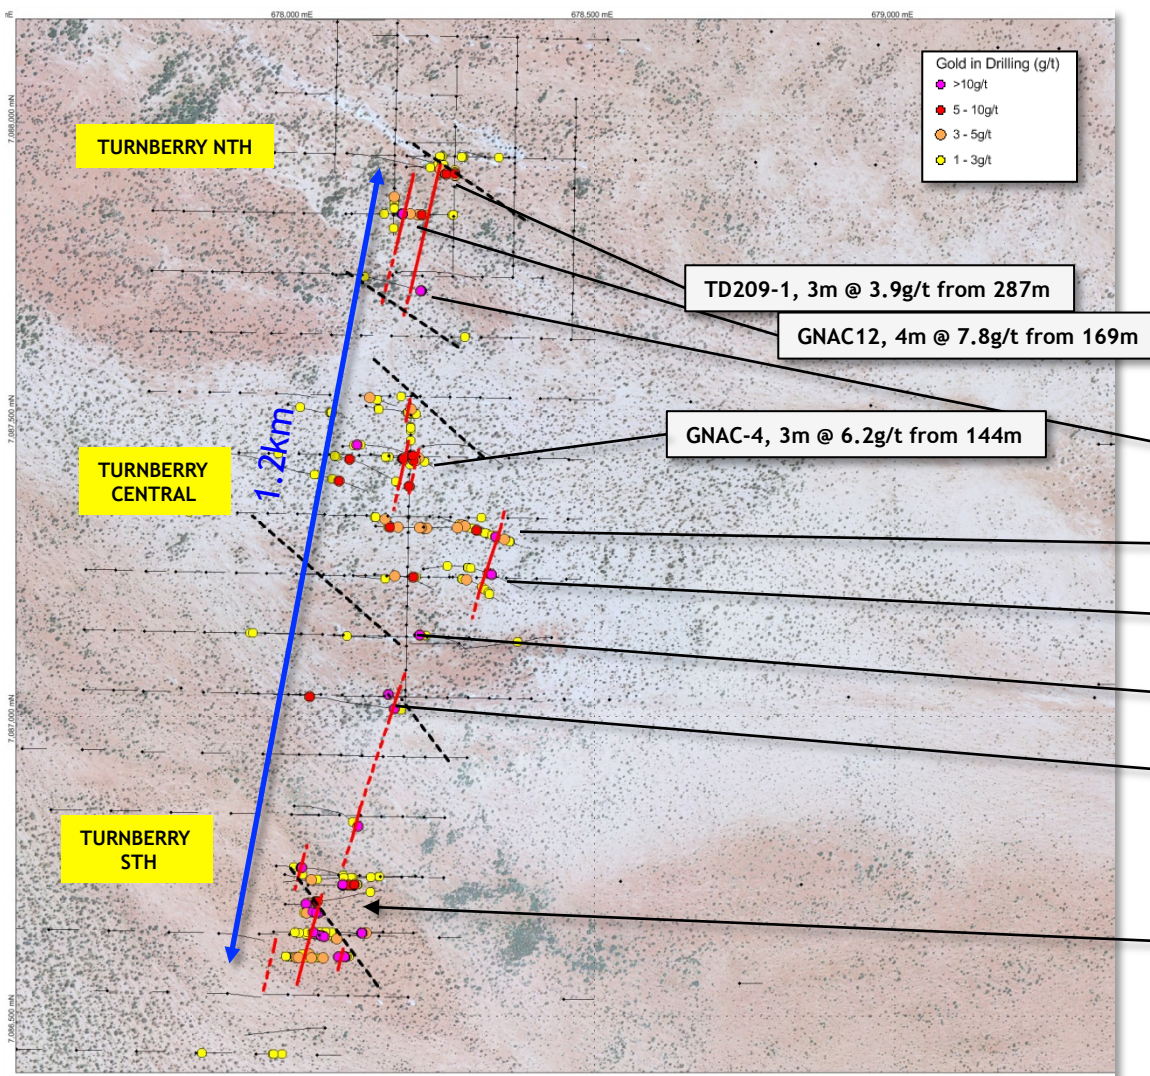 678,000 mE
678,500 mE
679,000 mE
7,088,000 mN
Gold in Drilling (g/t)
>10g/t
5 - 10g/t
3 - 5g/t
1 - 3g/t
TURNBERRY NTH
TD209-1, 3m @ 3.9g/t from 287m
GNAC12, 4m @ 7.8g/t from 169m
7,087,500 mN
GNAC-4, 3m @ 6.2g/t from 144m
1.2km
TURNBERRY
CENTRAL
7,087,000 mN
TURNBERRY
STH
7,086,500 mN